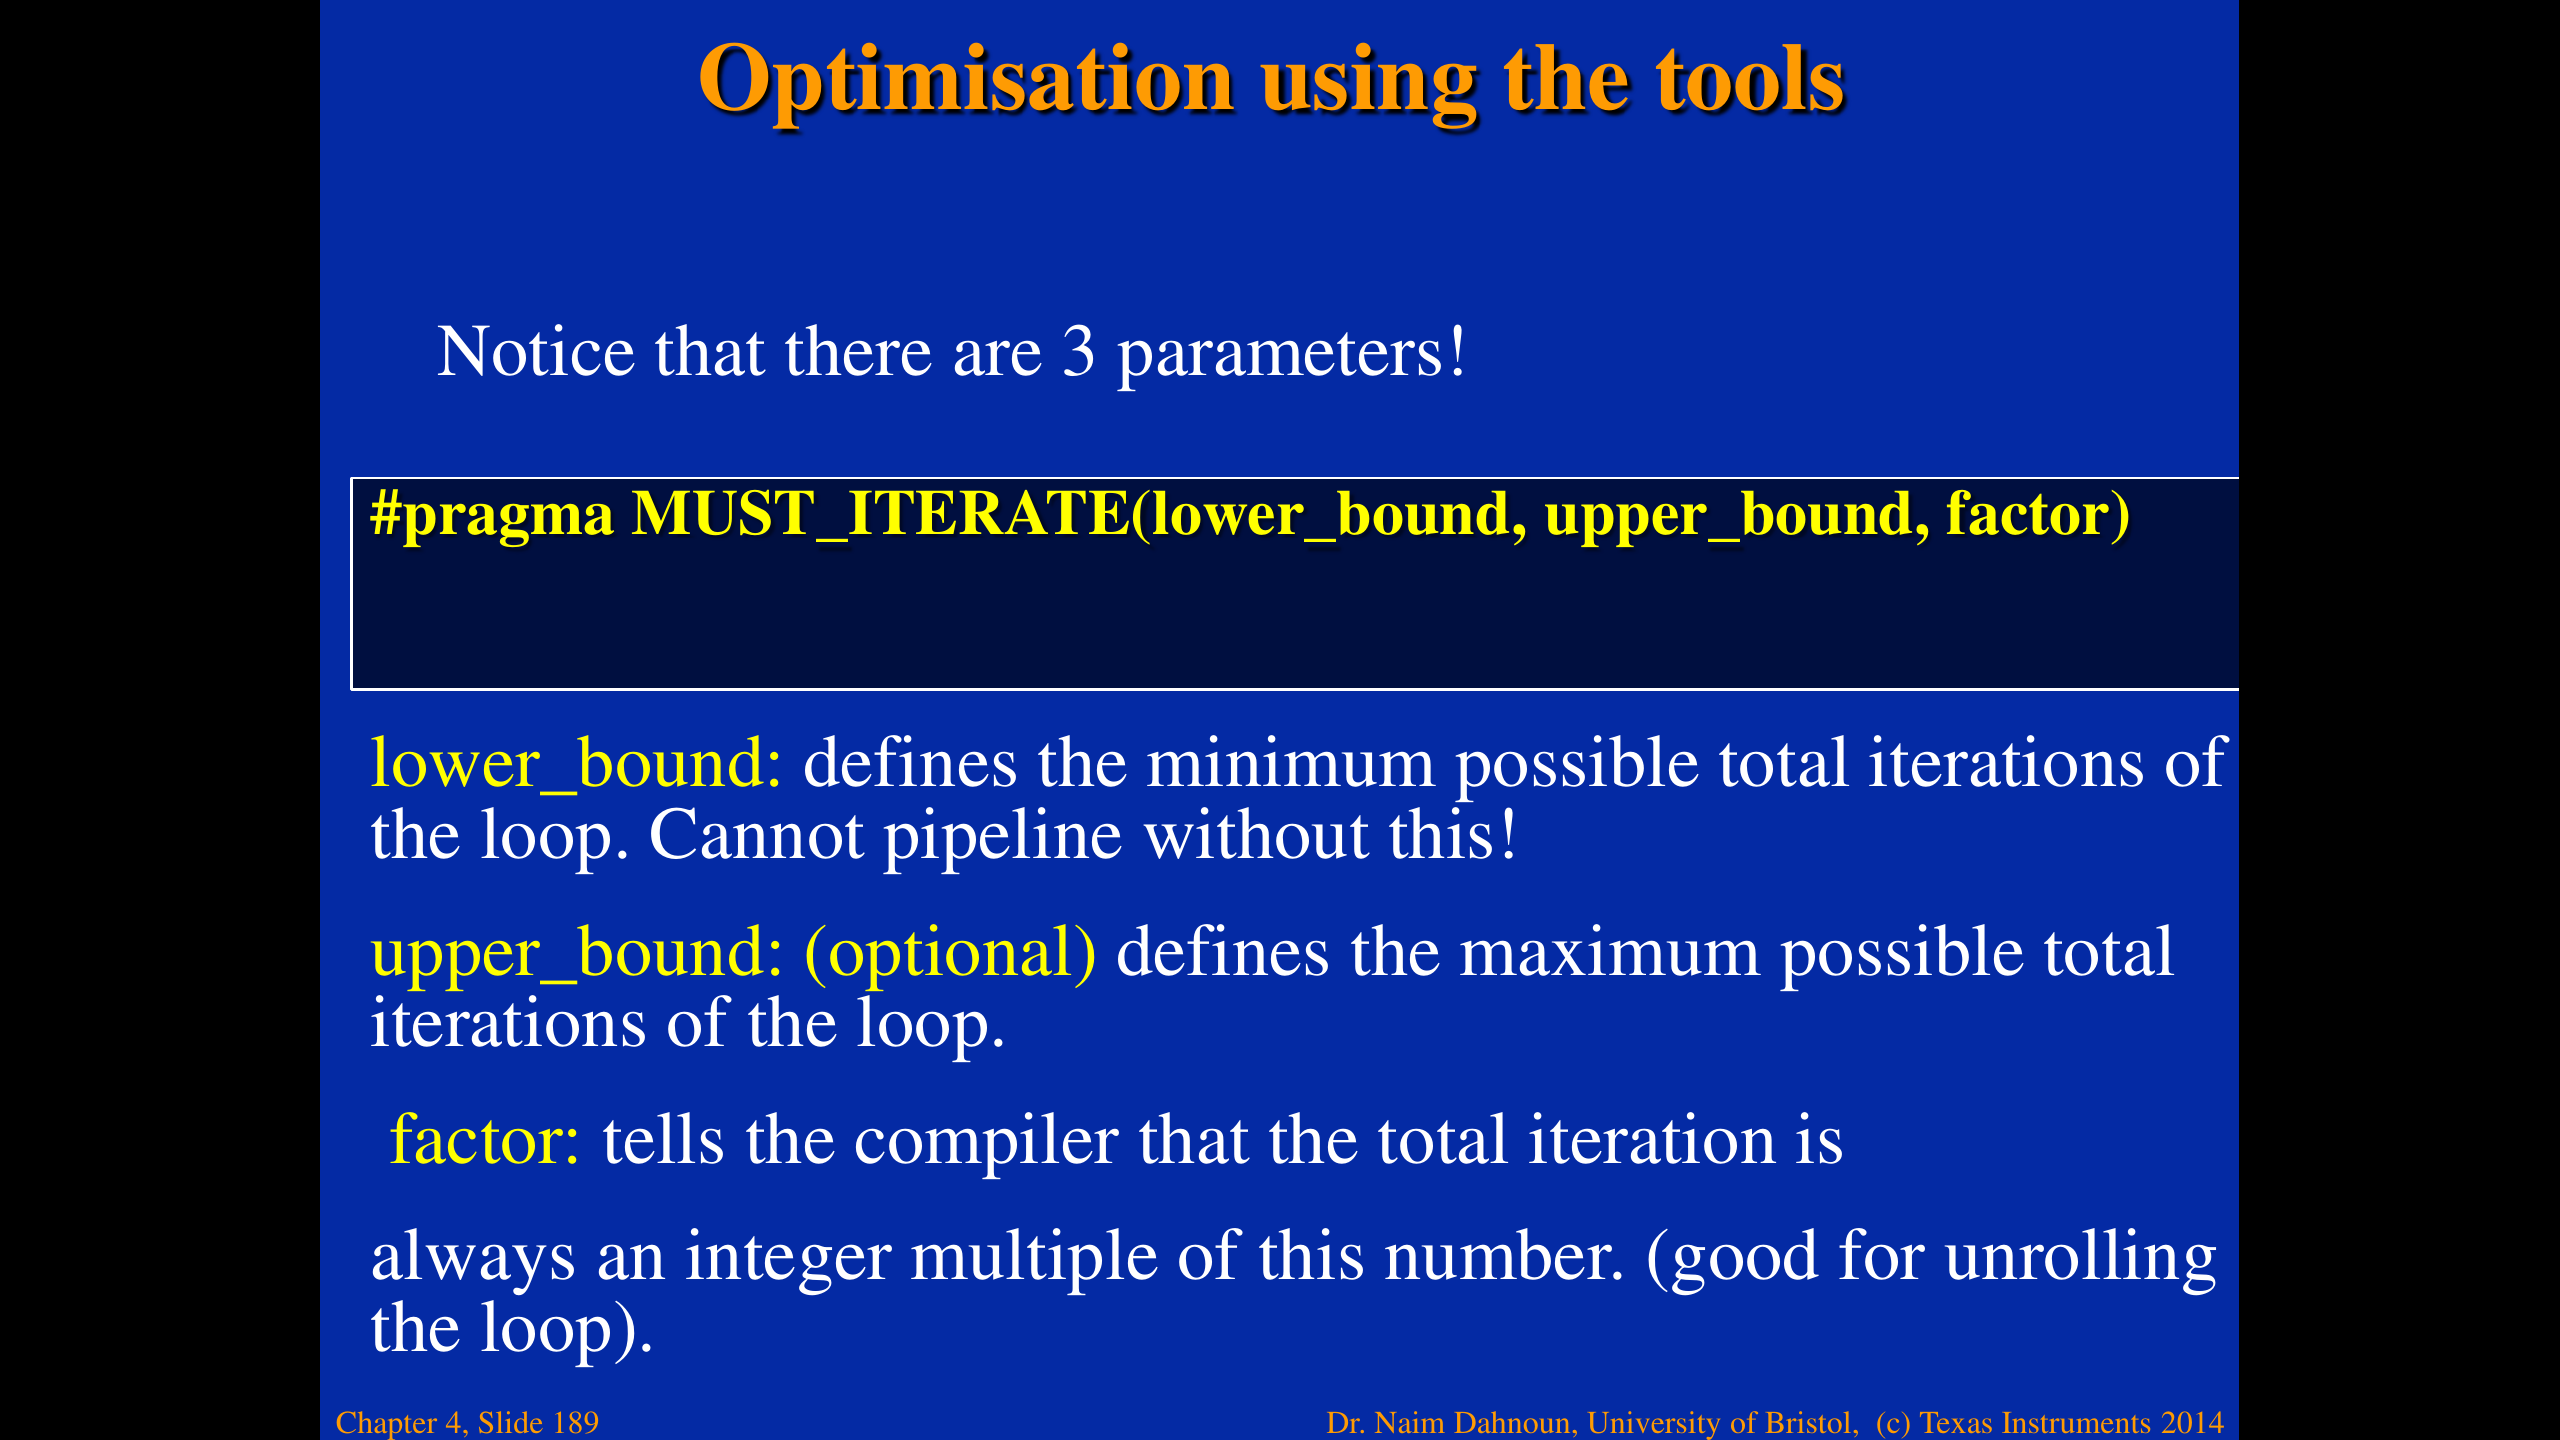 Optimisation using the tools
Notice that there are 3 parameters!
#pragma MUST_ITERATE(lower_bound, upper_bound, factor)
lower_bound: defines the minimum possible total iterations of
the loop. Cannot pipeline without this!
upper_bound: (optional) defines the maximum possible total
iterations of the loop.
factor: tells the compiler that the total iteration is
always an integer multiple of this number. (good for unrolling
the loop).
Chapter 4, Slide 189
Dr. Naim Dahnoun, University of Bristol, (c) Texas Instruments 2014